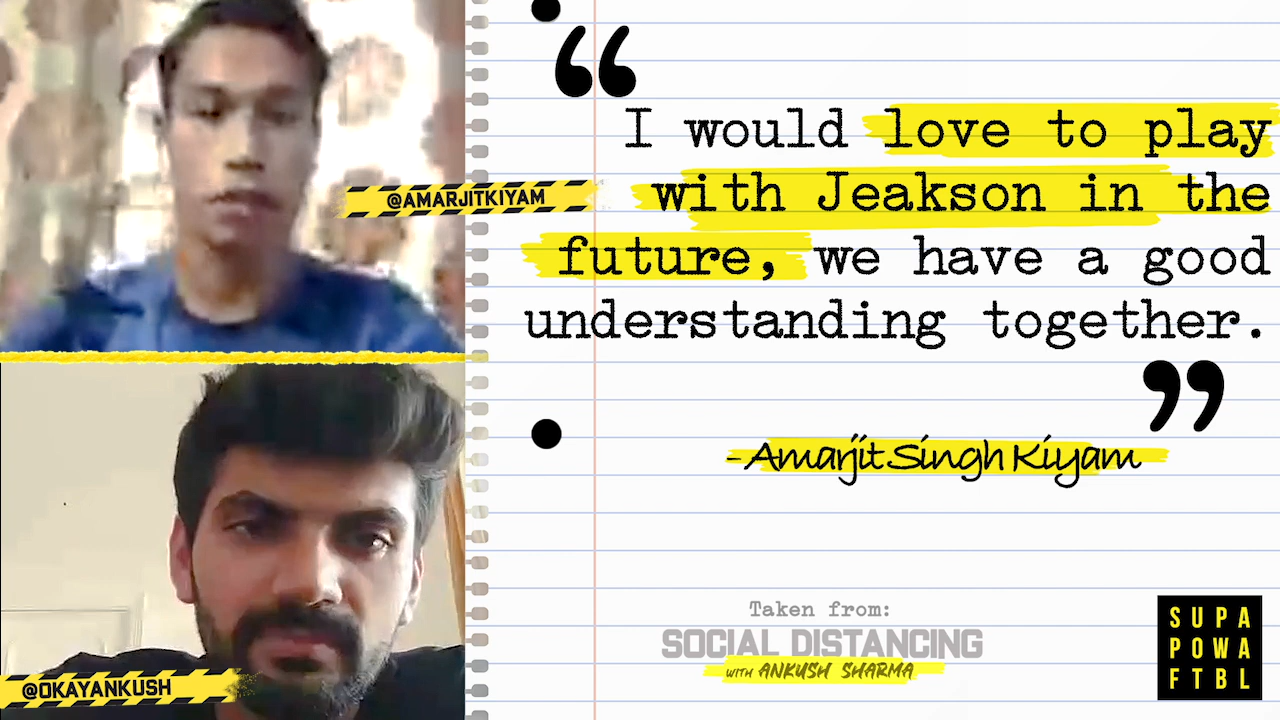 “
I would love to play
with Jeakson in the
future, we have a good
understanding together.
”
-Amarjit Singh Kiyam
@AMARJITKIYAM
@OKAYANKUSH
Taken from:
SOCIAL DISTANCING
WITH ANKUSH SHARMA
SUPA
POWA
FTBL